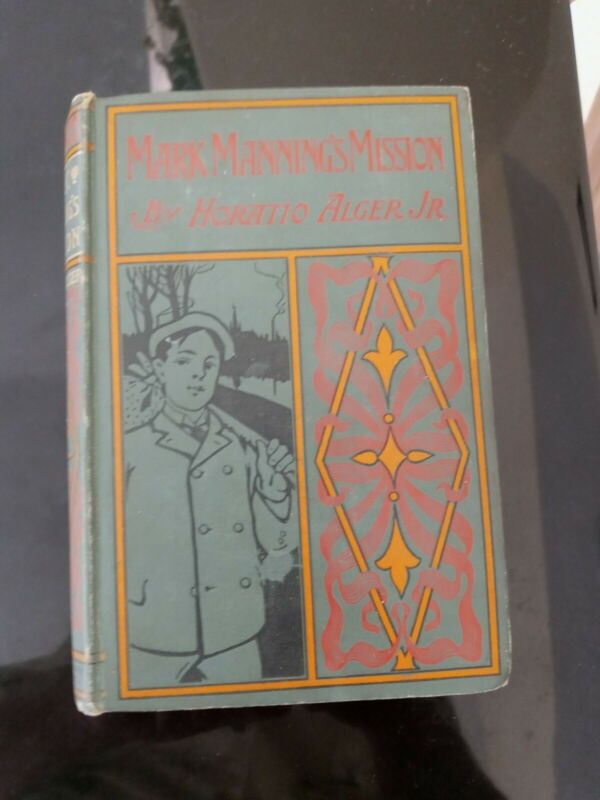 MARK MANNING'S MISSION
BY HORATIO ALGER JR.